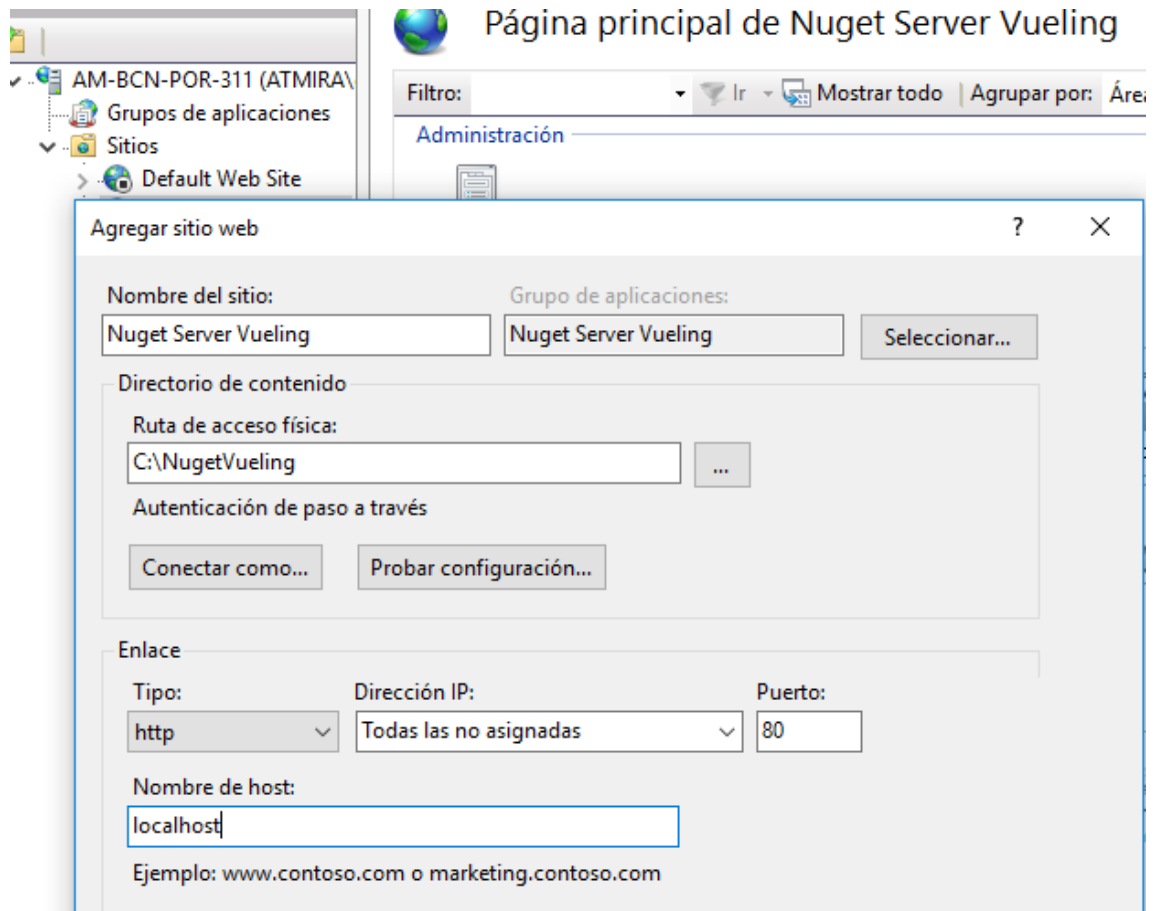 Página principal de Nuget Server Vueling
AM-BCN-POR-311 (ATMIRA\
Grupos de aplicaciones
Sitios
Default Web Site
Filtro:
Ir
Mostrar todo
Agrupar por:
Área
Administración
Agregar sitio web
?
Nombre del sitio:
Grupo de aplicaciones:
Nuget Server Vueling
Nuget Server Vueling
Seleccionar...
Directorio de contenido
Ruta de acceso física:
C:\NugetVueling
...
Autenticación de paso a través
Conectar como...
Probar configuración...
Enlace
Tipo:
Dirección IP:
Puerto:
http
Todas las no asignadas
80
Nombre de host:
localhost
Ejemplo: www.contoso.com o marketing.contoso.com